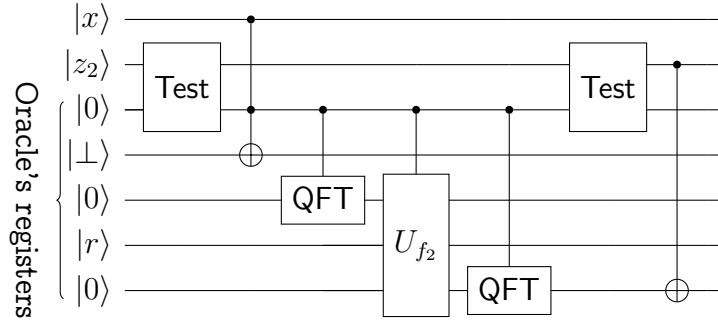 |x⟩
|z₂⟩
Test
Test
|0⟩
|⊥⟩
|0⟩
QFT
|r⟩
U_{f₂}
|0⟩
QFT
Oracle's registers